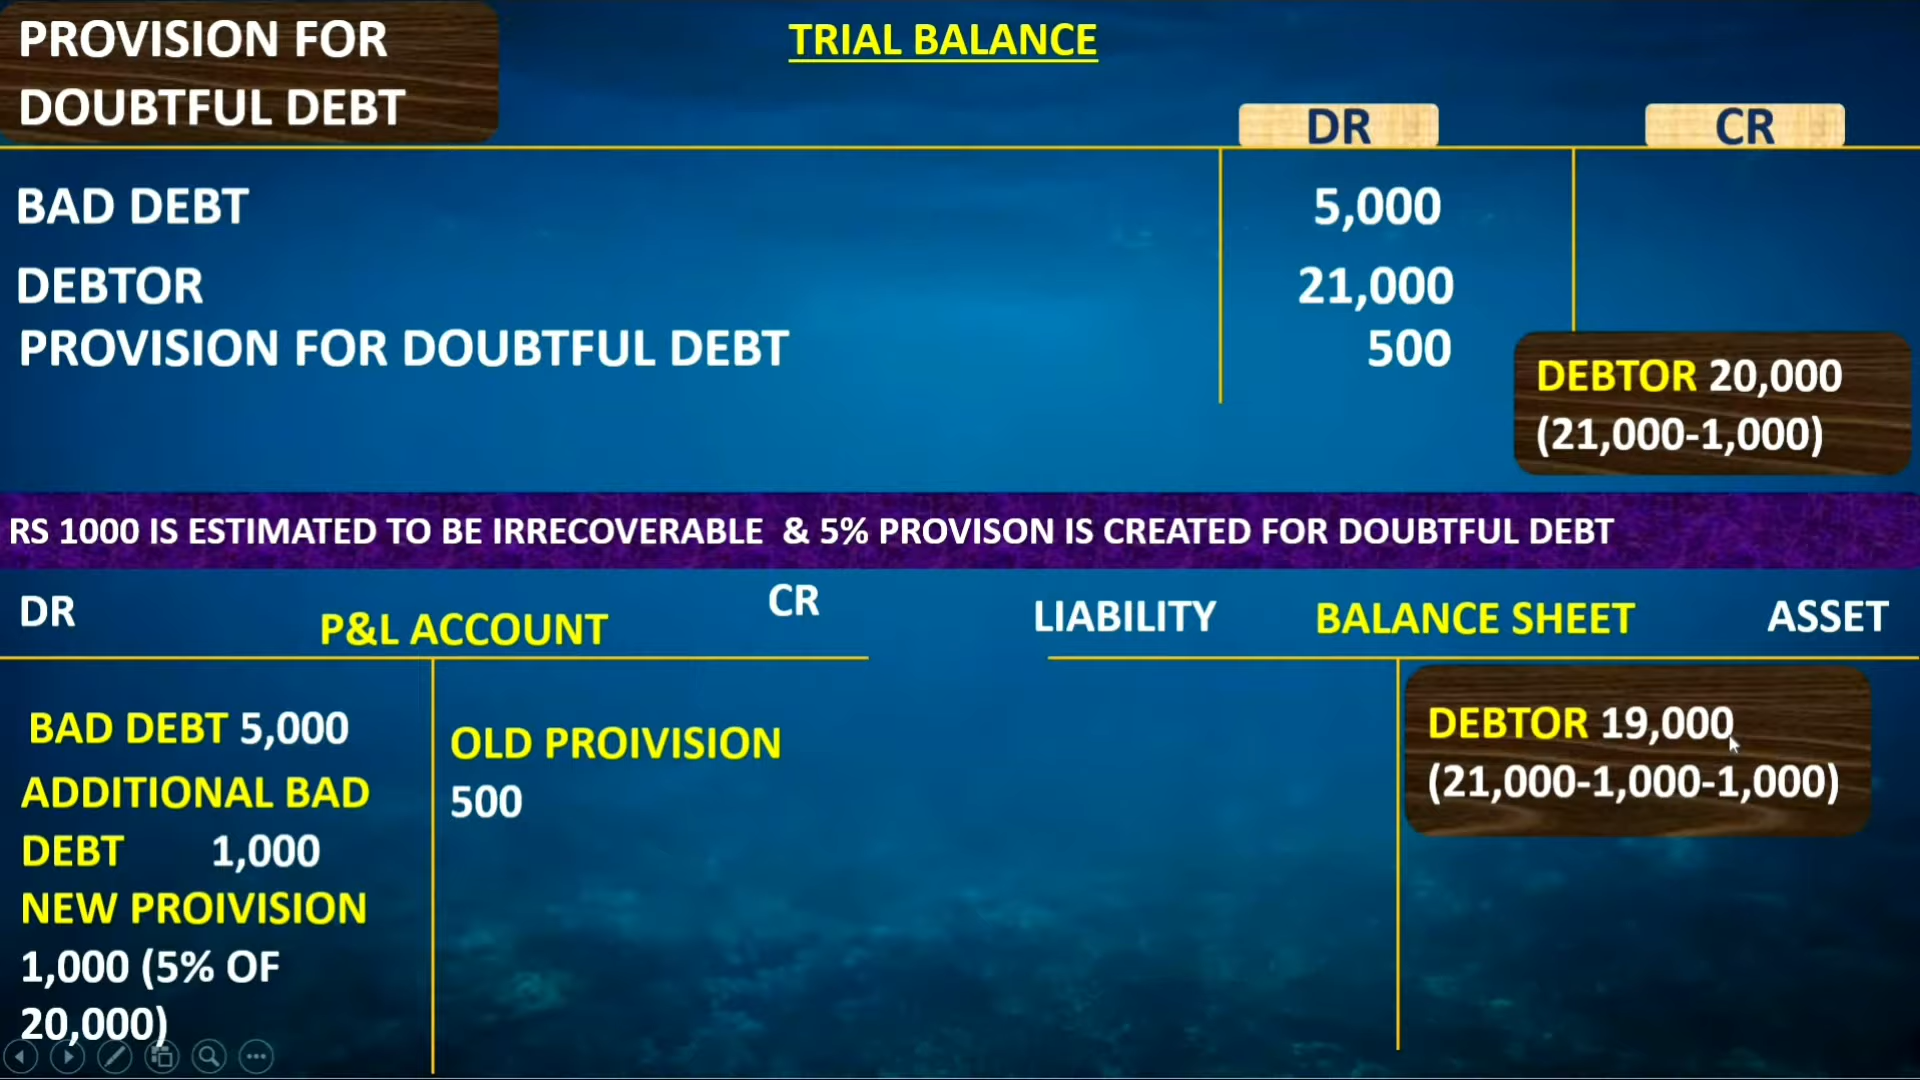 PROVISION FOR
DOUBTFUL DEBT
TRIAL BALANCE
DR
CR
BAD DEBT 5,000
DEBTOR 21,000
PROVISION FOR DOUBTFUL DEBT 500
DEBTOR 20,000
(21,000-1,000)
RS 1000 IS ESTIMATED TO BE IRRECOVERABLE & 5% PROVISON IS CREATED FOR DOUBTFUL DEBT
DR
P&L ACCOUNT
CR
BAD DEBT 5,000
ADDITIONAL BAD
DEBT 1,000
NEW PROIVISION
1,000 (5% OF
20,000)
OLD PROIVISION
500
LIABILITY
BALANCE SHEET
ASSET
DEBTOR 19,000
(21,000-1,000-1,000)